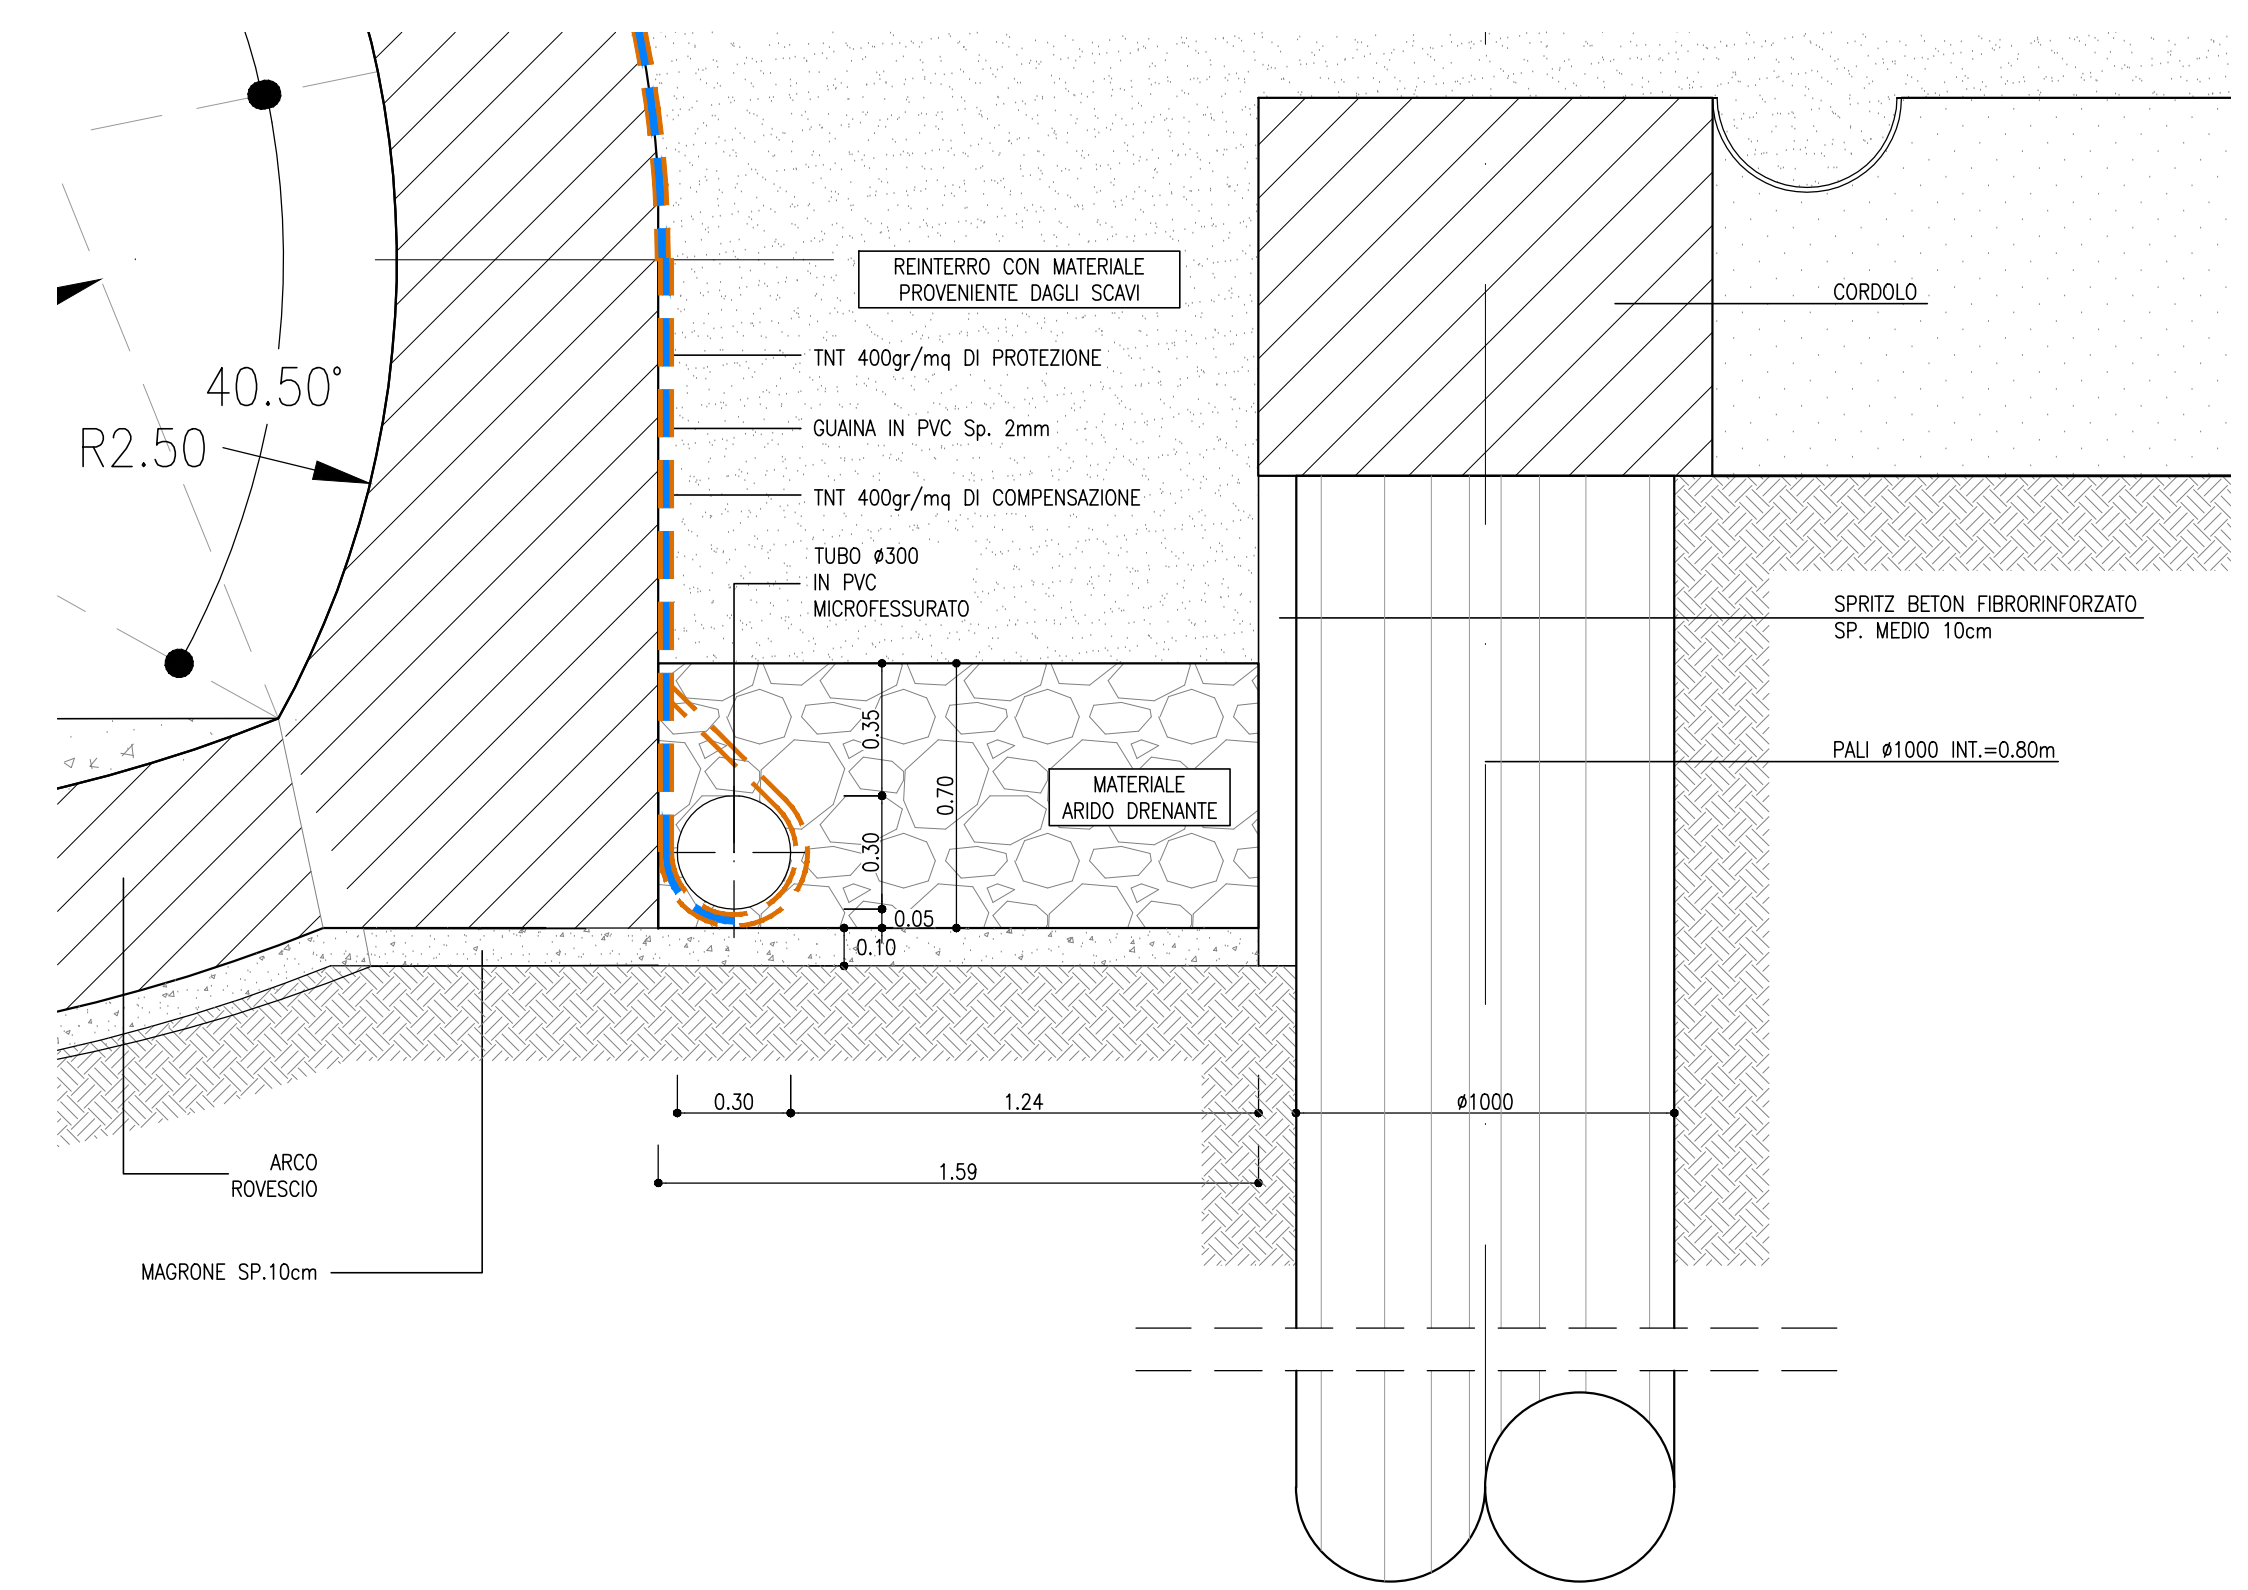 REINTERRO CON MATERIALE
PROVENIENTE DAGLI SCAVI
CORDOLO
TNT 400gr/mq DI PROTEZIONE
40.50°
R2.50
GUAINA IN PVC Sp. 2mm
TNT 400gr/mq DI COMPENSAZIONE
TUBO ø300
IN PVC
MICROFESSURATO
SPRITZ BETON FIBRORINFORZATO
SP. MEDIO 10cm
0.35
0.70
0.30
0.05
0.10
MATERIALE
ARIDO DRENANTE
PALI ø1000 INT.=0.80m
0.30
1.24
ø1000
1.59
ARCO
ROVESCIO
MAGRONE SP.10cm